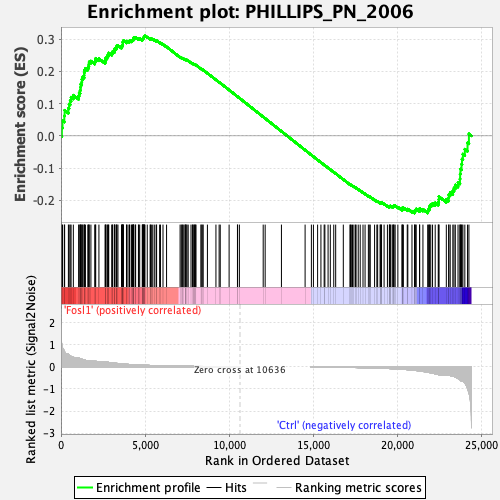 Enrichment plot: PHILLIPS_PN_2006
Enrichment score (ES)
0.3
0.2
0.1
0.0
-0.1
-0.2
'Fosl1' (positively correlated)
Ranked list metric (Signal2Noise)
2
1
0
-1
-2
-3
Zero cross at 10636
'Ctrl' (negatively correlated)
0
5,000
10,000
15,000
20,000
25,000
Rank in Ordered Dataset
Enrichment profile
Hits
Ranking metric scores